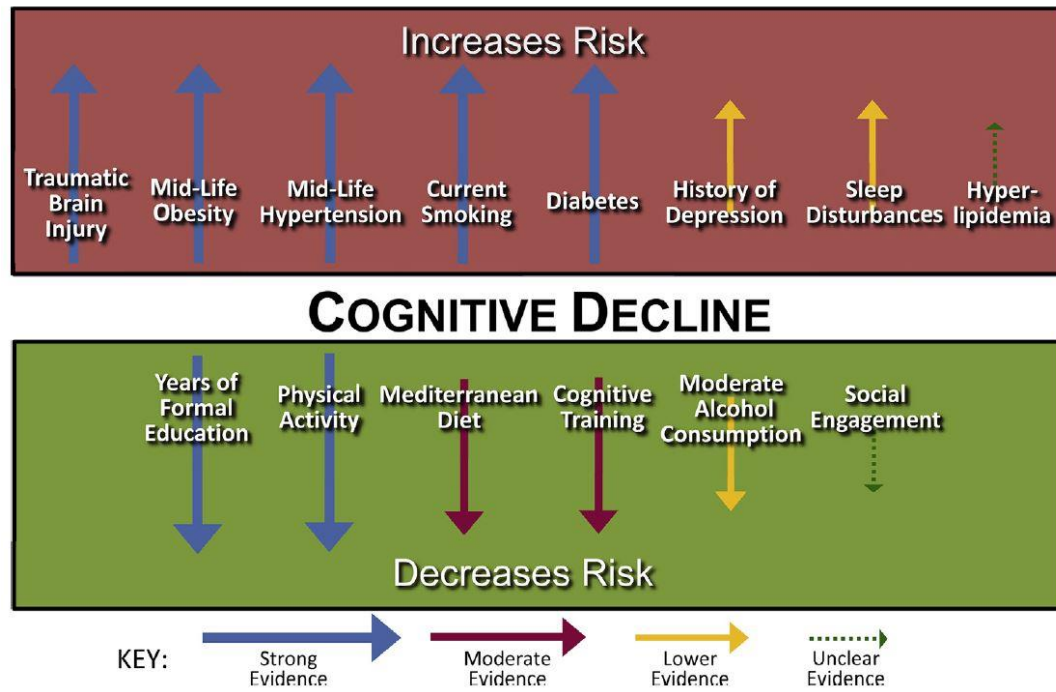 Increases Risk
Traumatic
Brain
Injury
Mid-Life
Obesity
Mid-Life
Hypertension
Current
Smoking
Diabetes
History of
Depression
Sleep
Disturbances
Hyper-
lipidemia
COGNITIVE DECLINE
Years of
Formal
Education
Physical
Activity
Mediterranean
Diet
Cognitive
Training
Moderate
Alcohol
Consumption
Social
Engagement
Decreases Risk
KEY:
Strong
Evidence
Moderate
Evidence
Lower
Evidence
Unclear
Evidence